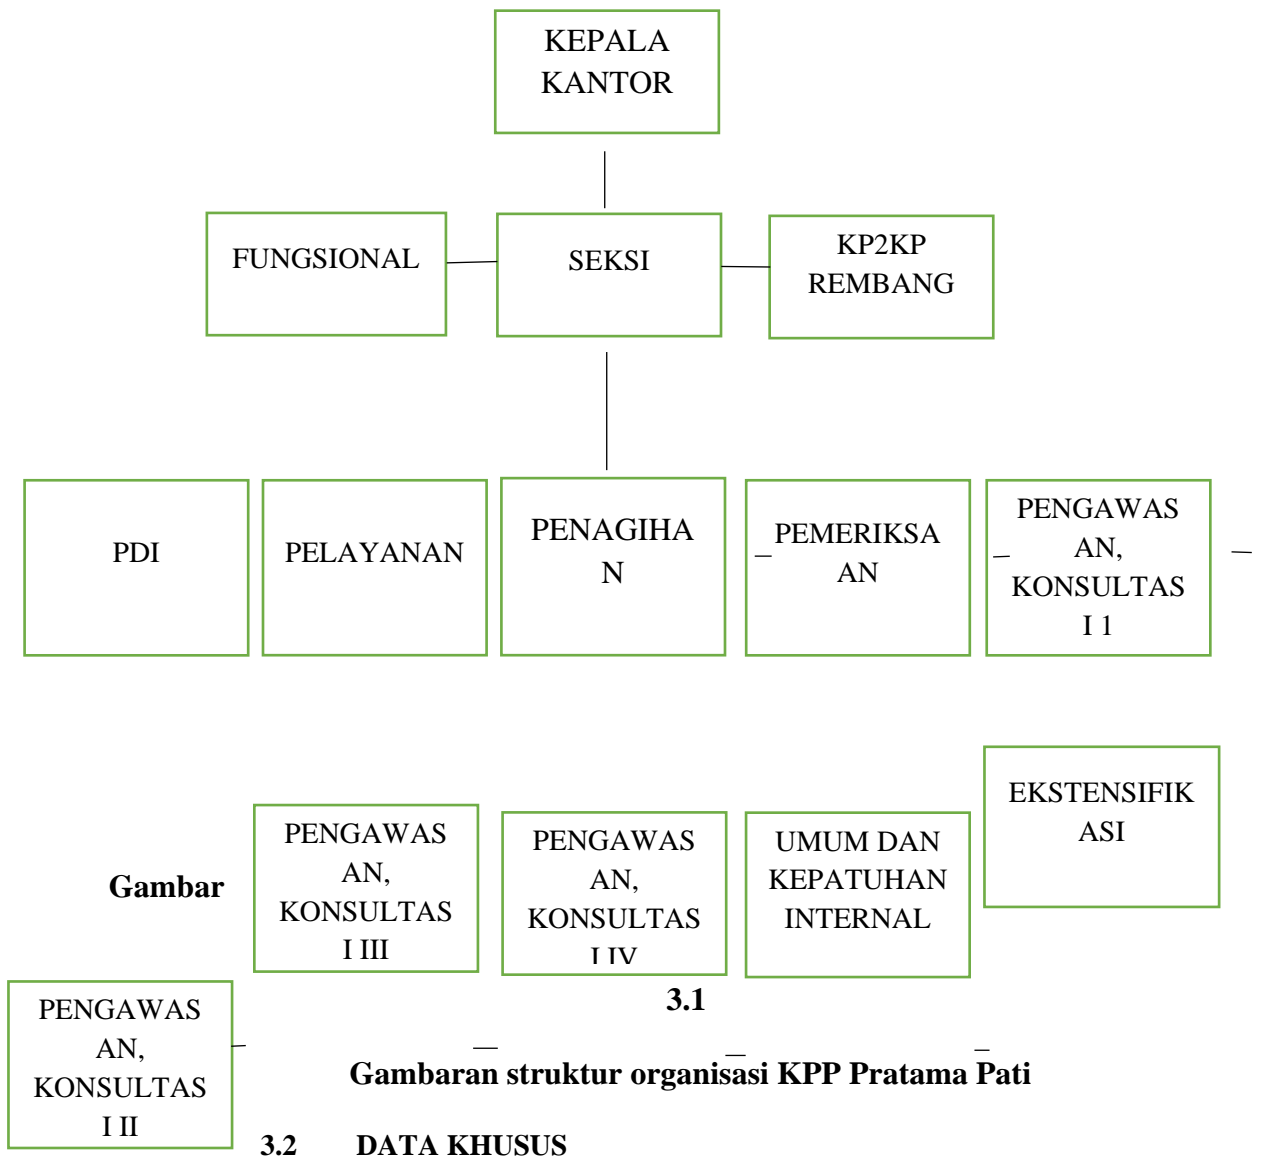 KEPALA
KANTOR
FUNGSIONAL
SEKSI
KP2KP
REMBANG
PDI
PELAYANAN
PENAGIHA
N
PEMERIKSA
AN
PENGAWAS
AN,
KONSULTAS
I 1
PENGAWAS
AN,
KONSULTAS
I II
PENGAWAS
AN,
KONSULTAS
I III
PENGAWAS
AN,
KONSULTAS
I IV
UMUM DAN
KEPATUHAN
INTERNAL
EKSTENSIFIK
ASI
Gambar
3.1
Gambaran struktur organisasi KPP Pratama Pati
3.2 DATA KHUSUS